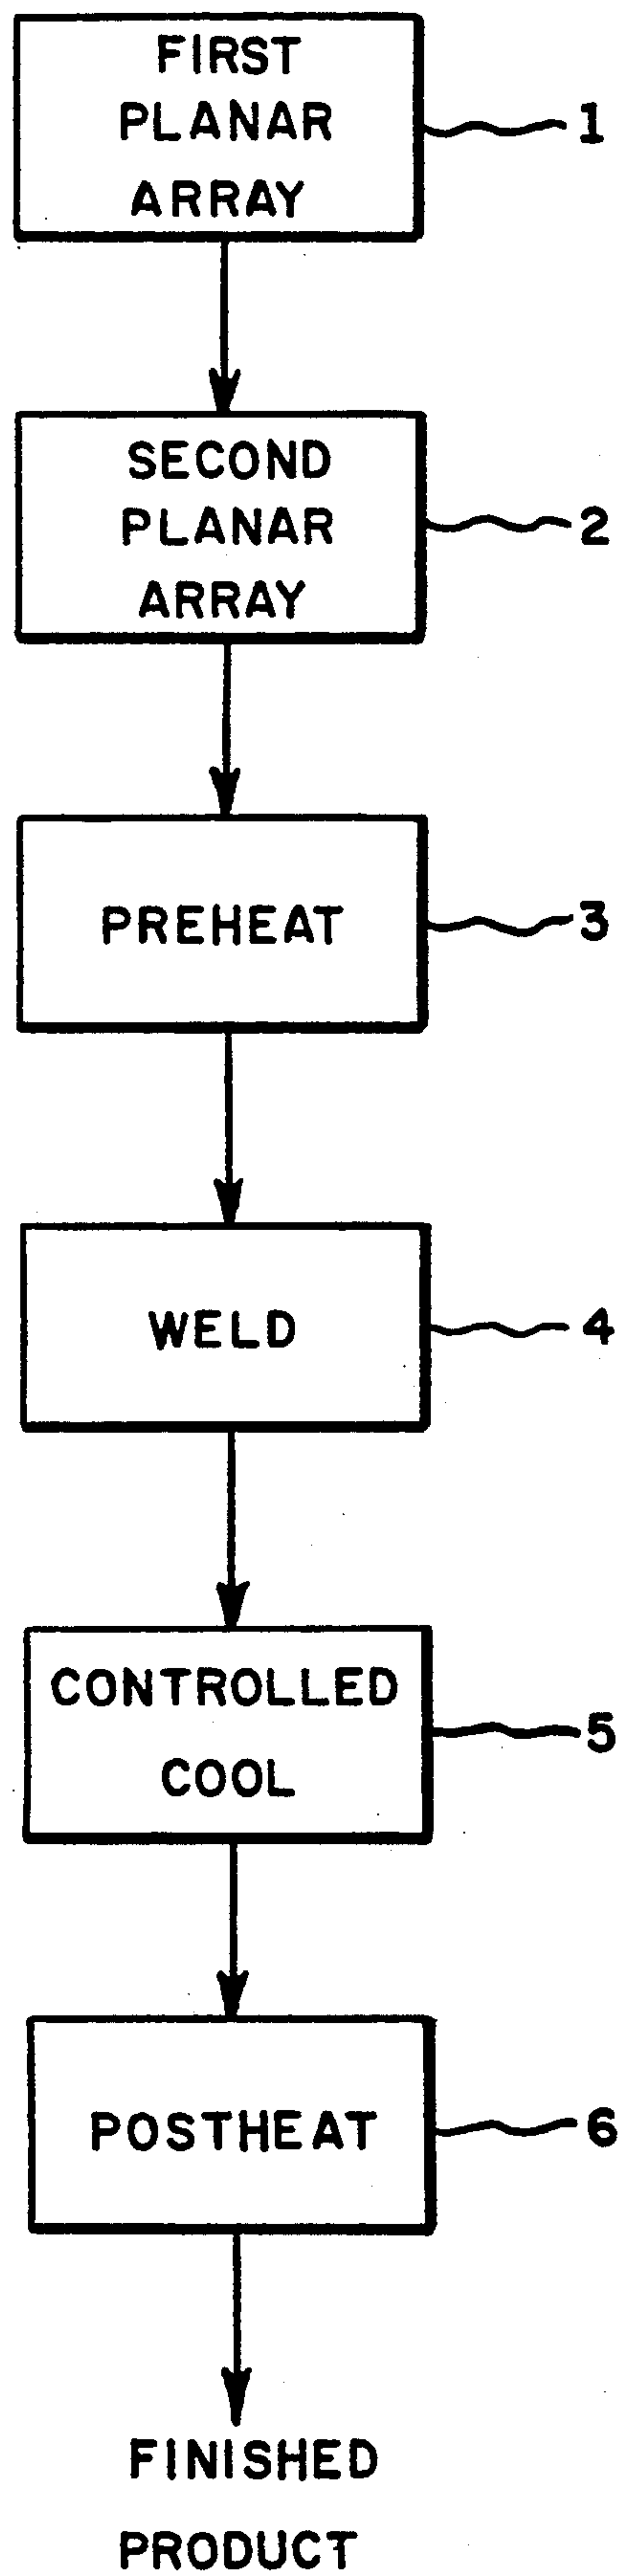 FIRST
PLANAR
ARRAY
1
SECOND
PLANAR
ARRAY
2
PREHEAT
3
WELD
4
CONTROLLED
COOL
5
POSTHEAT
6
FINISHED
PRODUCT